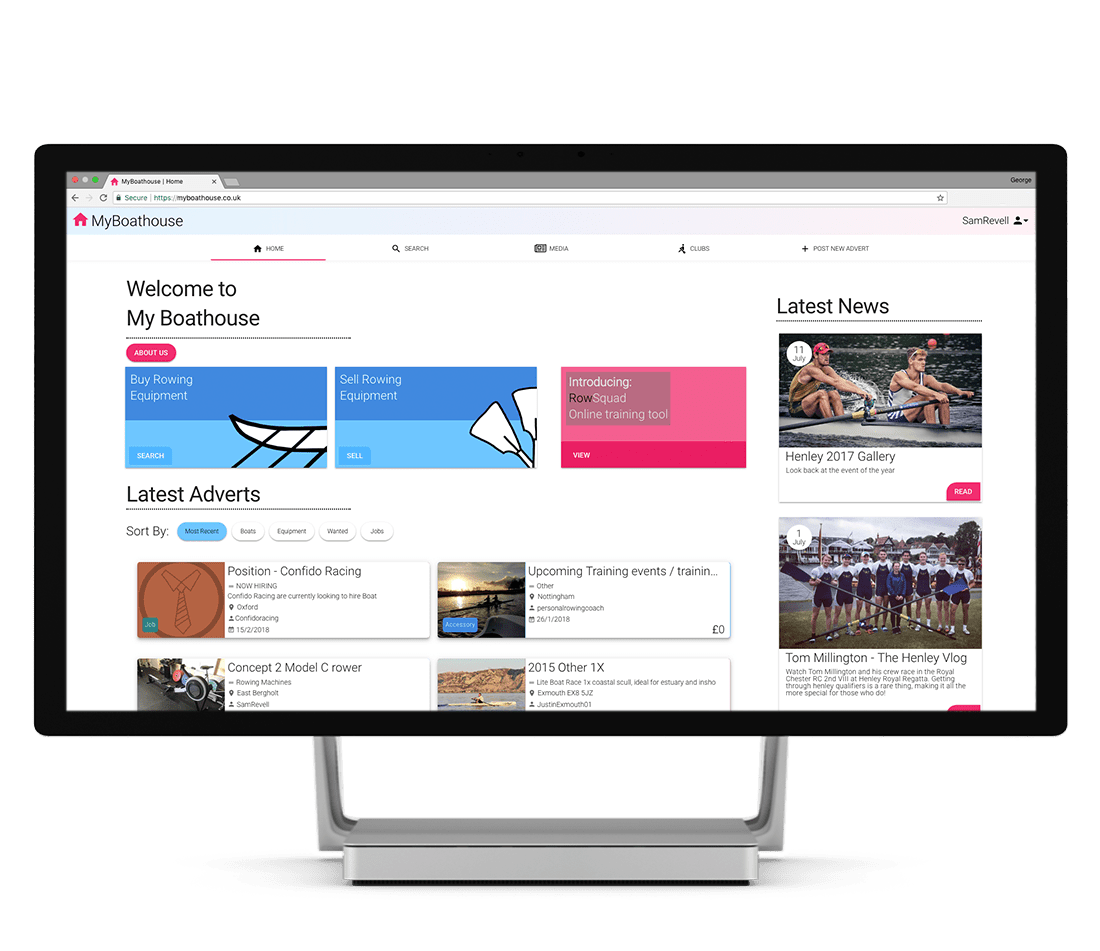 MyBoathouse | Home
George
Secure | https://myboathouse.co.uk
MyBoathouse
SamRevell
HOME
SEARCH
MEDIA
CLUBS
POST NEW ADVERT
Welcome to
My Boathouse
ABOUT US
Buy Rowing
Equipment
SEARCH
Sell Rowing
Equipment
SELL
Introducing:
RowSquad
Online training tool
VIEW
Latest Adverts
Sort By:
Most Recent
Boats
Equipment
Wanted
Jobs
Position - Confido Racing
NOW HIRING
Confido Racing are currently looking to hire Boat
Oxford
Confidoracing
15/2/2018
Job
Upcoming Training events / trainin...
Other
Nottingham
personalrowingcoach
26/1/2018
Accessory
£0
Concept 2 Model C rower
Rowing Machines
East Bergholt
SamRevell
2015 Other 1X
Lite Boat Race 1x coastal scull, ideal for estuary and insho
Exmouth EX8 5JZ
JustinExmouth01
Latest News
11
July
Henley 2017 Gallery
Look back at the event of the year
READ
1
July
Tom Millington - The Henley Vlog
Watch Tom Millington and his crew race in the Royal
Chester RC 2nd VIII at Henley Royal Regatta. Getting
through henley qualifiers is a rare thing, making it all the
more special for those who do!